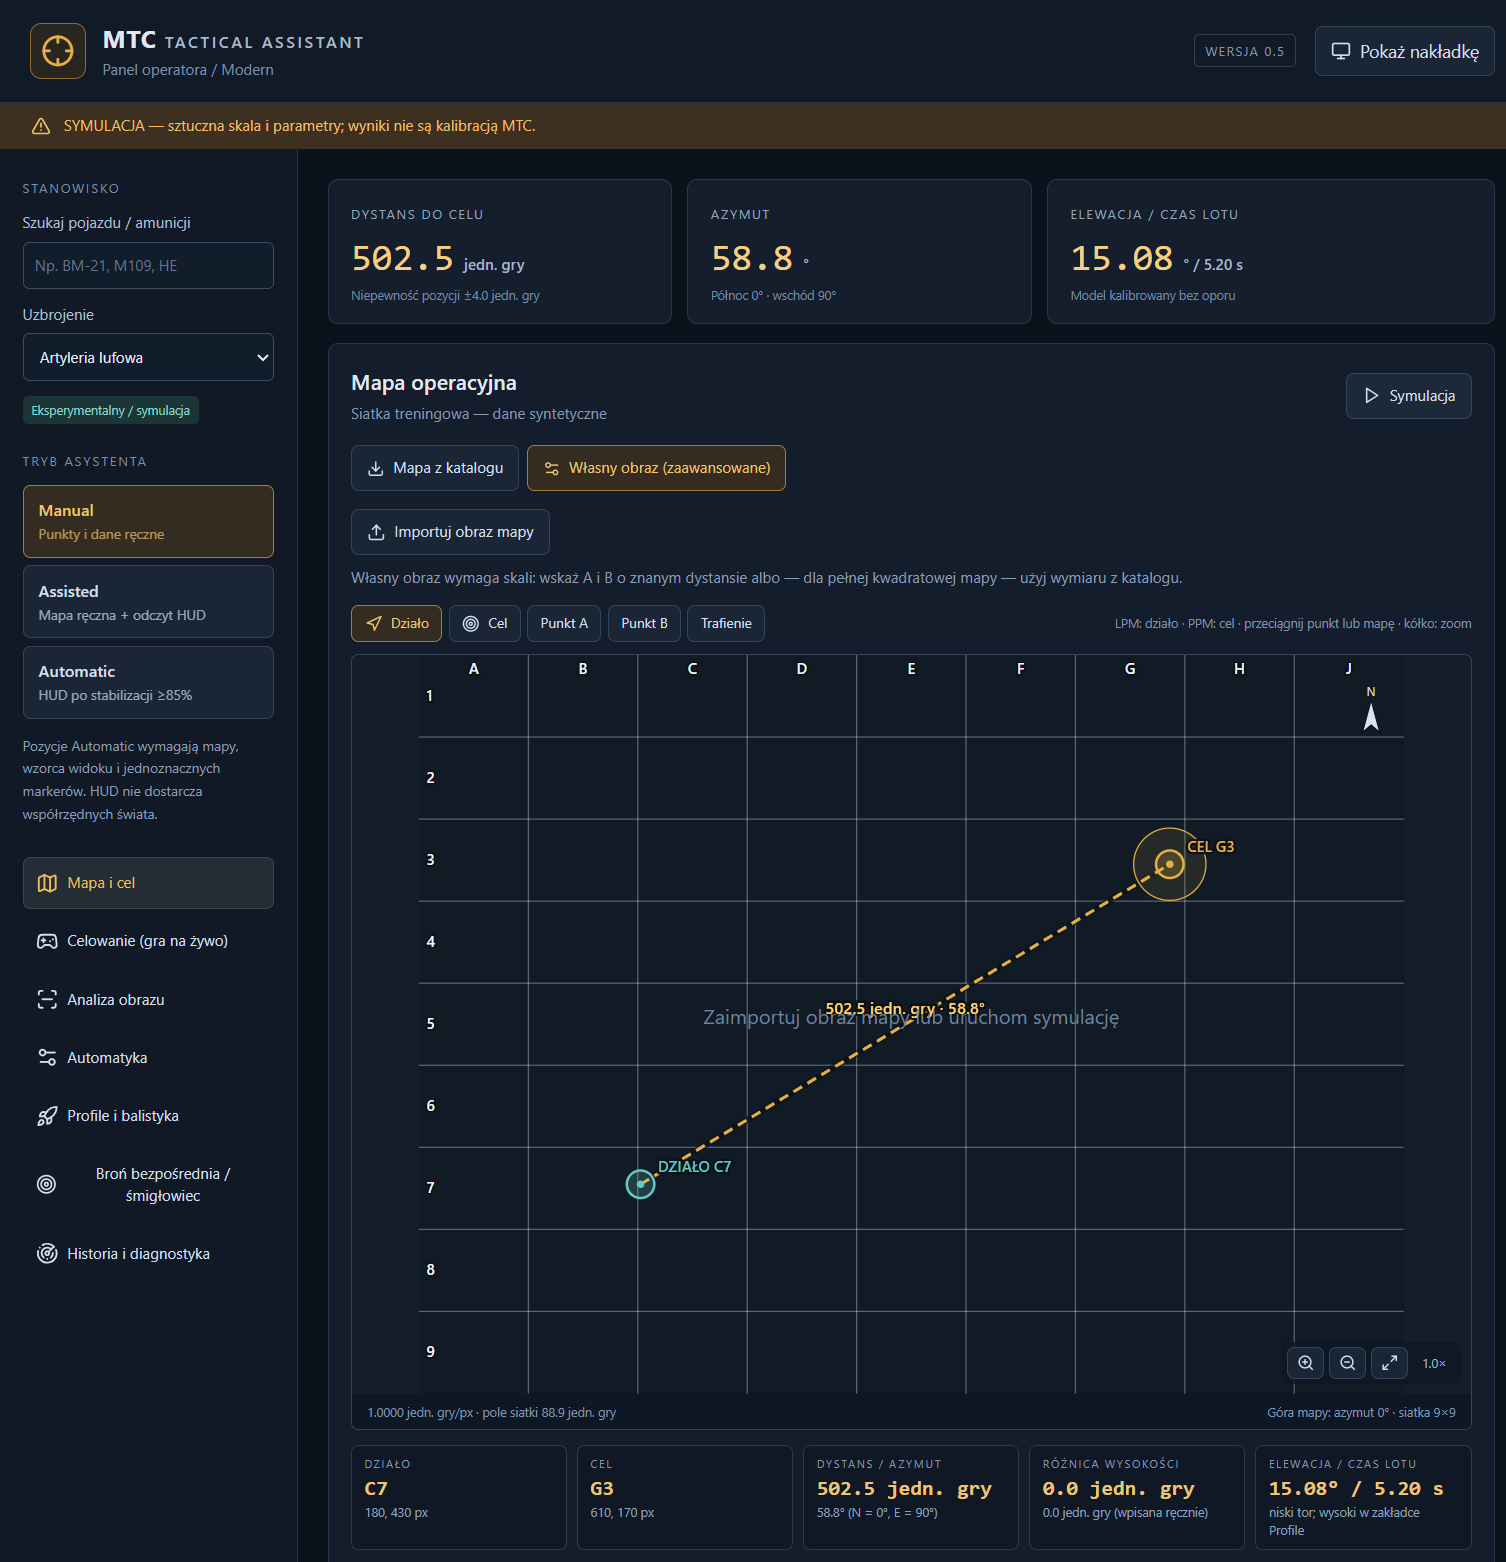 MTC TACTICAL ASSISTANT
Panel operatora / Modern
WERSJA 0.5
Pokaż nakładkę
SYMULACJA — sztuczna skala i parametry; wyniki nie są kalibracją MTC.
STANOWISKO
Szukaj pojazdu / amunicji
Np. BM-21, M109, HE
Uzbrojenie
Artyleria lufowa
Eksperymentalny / symulacja
TRYB ASYSTENTA
Manual
Punkty i dane ręczne
Assisted
Mapa ręczna + odczyt HUD
Automatic
HUD po stabilizacji ≥85%
Pozycje Automatic wymagają mapy,
wzorca widoku i jednoznacznych
markerów. HUD nie dostarcza
współrzędnych świata.
Mapa i cel
Celowanie (gra na żywo)
Analiza obrazu
Automatyka
Profile i balistyka
Broń bezpośrednia /
śmigłowiec
Historia i diagnostyka
DYSTANS DO CELU
502.5 jedn. gry
Niepewność pozycji ±4.0 jedn. gry
AZYMUT
58.8 °
Północ 0° · wschód 90°
ELEWACJA / CZAS LOTU
15.08 ° / 5.20 s
Model kalibrowany bez oporu
Mapa operacyjna
Siatka treningowa — dane syntetyczne
Symulacja
Mapa z katalogu
Własny obraz (zaawansowane)
Importuj obraz mapy
Własny obraz wymaga skali: wskaż A i B o znanym dystansie albo — dla pełnej kwadratowej mapy — użyj wymiaru z katalogu.
Działo
Cel
Punkt A
Punkt B
Trafienie
LPM: działo · PPM: cel · przeciągnij punkt lub mapę · kółko: zoom
A B C D E F G H J
1
N
2
3
CEL G3
4
502.5 jedn. gry · 58.8°
Zaimportuj obraz mapy lub uruchom symulację
5
6
DZIAŁO C7
7
8
9
1.0×
1.0000 jedn. gry/px · pole siatki 88.9 jedn. gry
Góra mapy: azymut 0° · siatka 9×9
DZIAŁO
C7
180, 430 px
CEL
G3
610, 170 px
DYSTANS / AZYMUT
502.5 jedn. gry
58.8° (N = 0°, E = 90°)
RÓŻNICA WYSOKOŚCI
0.0 jedn. gry
0.0 jedn. gry (wpisana ręcznie)
ELEWACJA / CZAS LOTU
15.08° / 5.20 s
niski tor; wysoki w zakładce
Profile